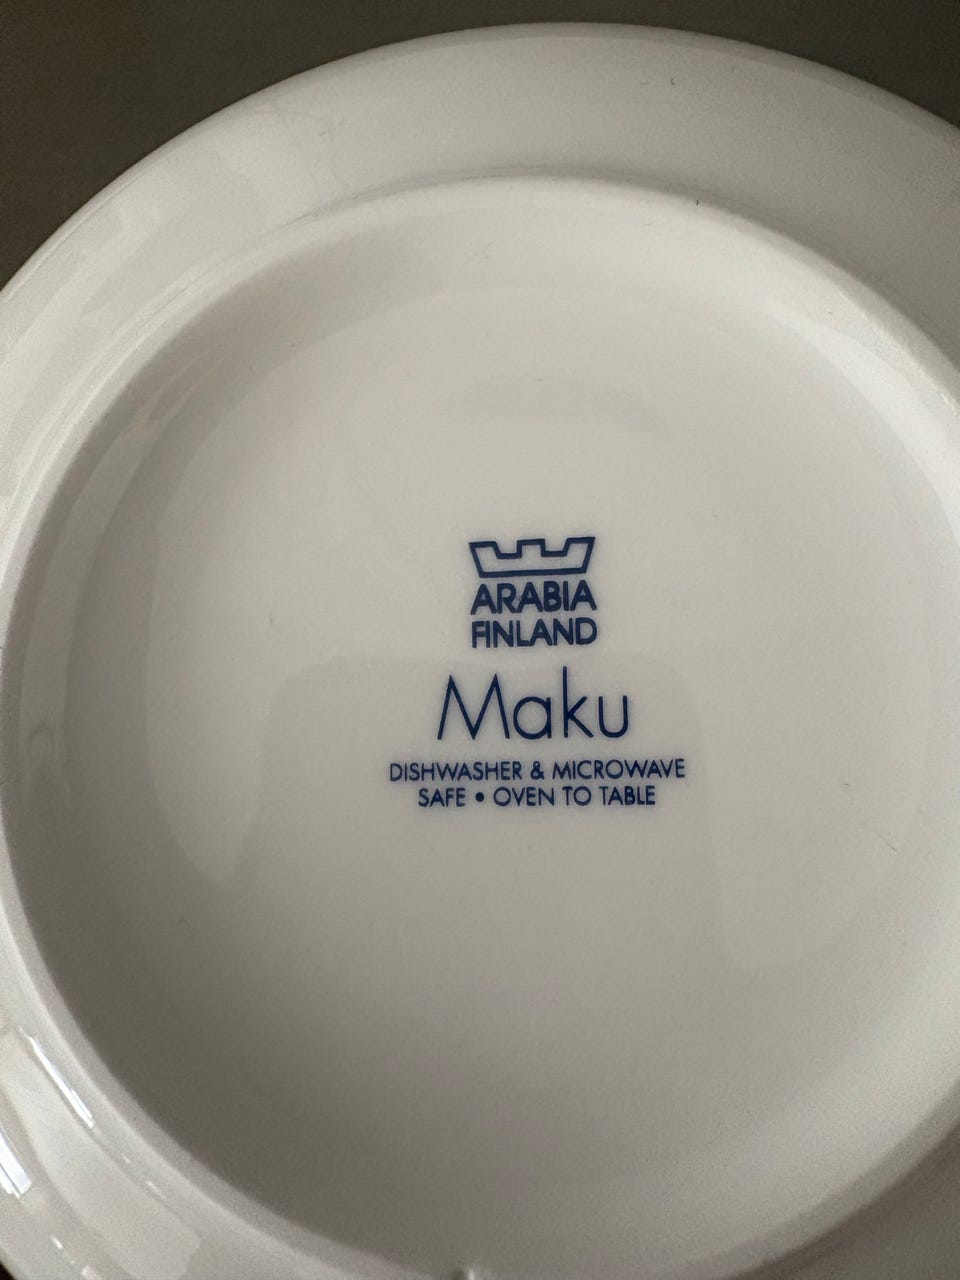 ARABIA
FINLAND
Maku
DISHWASHER & MICROWAVE
SAFE • OVEN TO TABLE